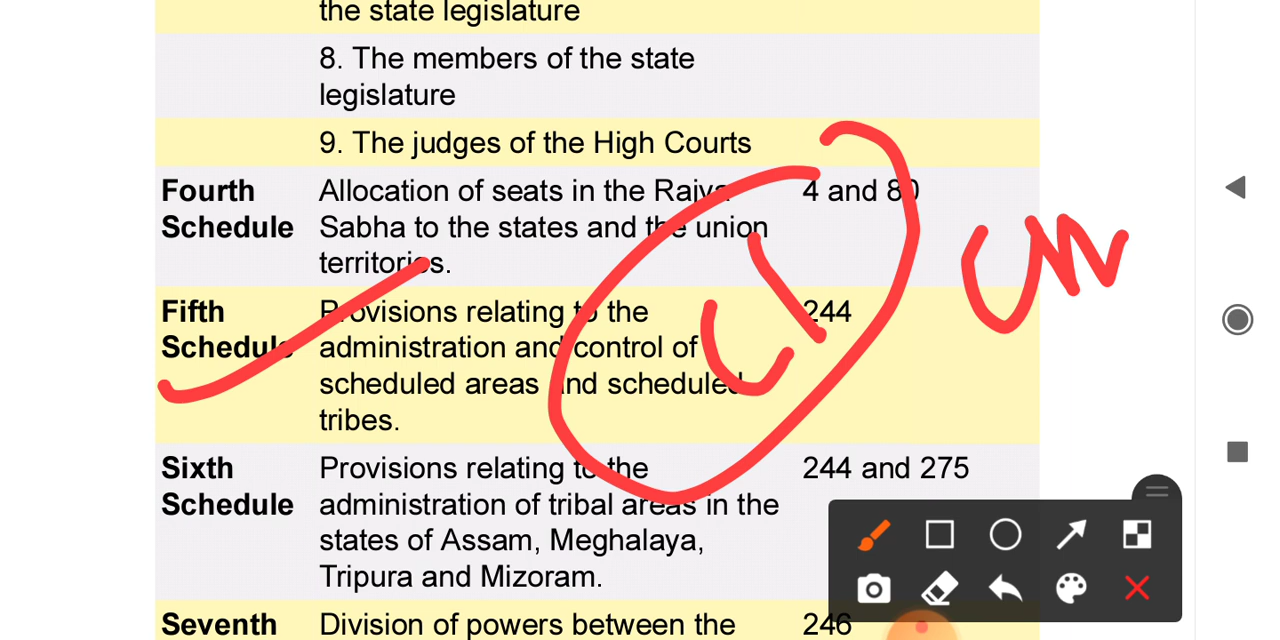 the state legislature
8. The members of the state
legislature
9. The judges of the High Courts
Fourth Schedule
Allocation of seats in the Rajya
Sabha to the states and the union
territories.
4 and 80
Fifth Schedule
Provisions relating to the
administration and control of
scheduled areas and scheduled
tribes.
244
Sixth Schedule
Provisions relating to the
administration of tribal areas in the
states of Assam, Meghalaya,
Tripura and Mizoram.
244 and 275
Seventh
Division of powers between the
246